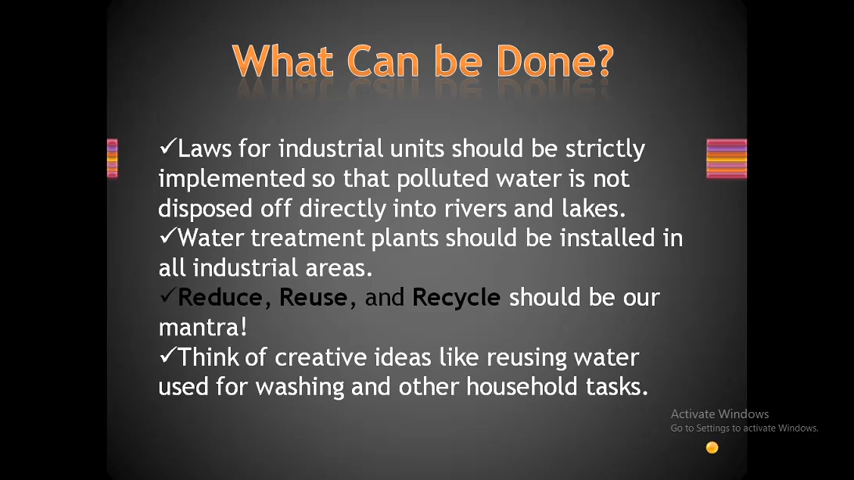 What Can be Done?
✓Laws for industrial units should be strictly
implemented so that polluted water is not
disposed off directly into rivers and lakes.
✓Water treatment plants should be installed in
all industrial areas.
✓Reduce, Reuse, and Recycle should be our
mantra!
✓Think of creative ideas like reusing water
used for washing and other household tasks.
Activate Windows
Go to Settings to activate Windows.